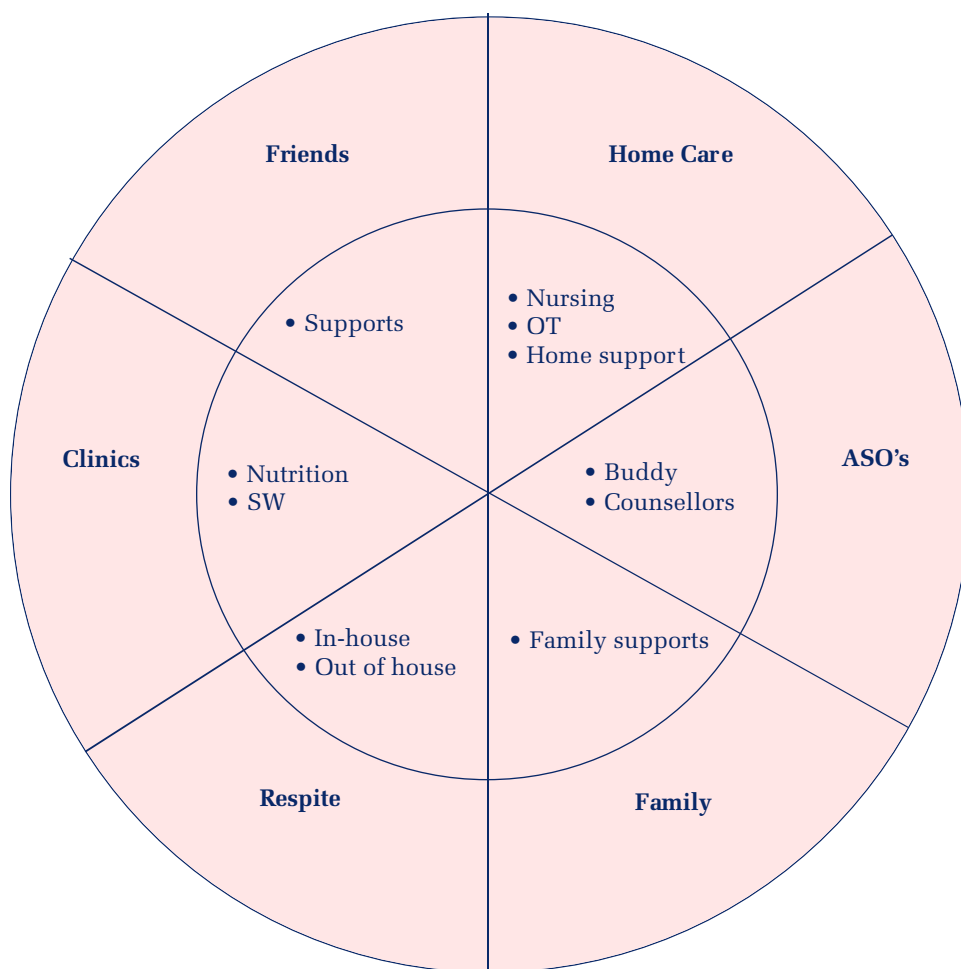 Friends
Home Care
• Nursing
• OT
• Home support
• Supports
Clinics
• Nutrition
• SW
• Buddy
• Counsellors
ASO’s
• In-house
• Out of house
• Family supports
Respite
Family